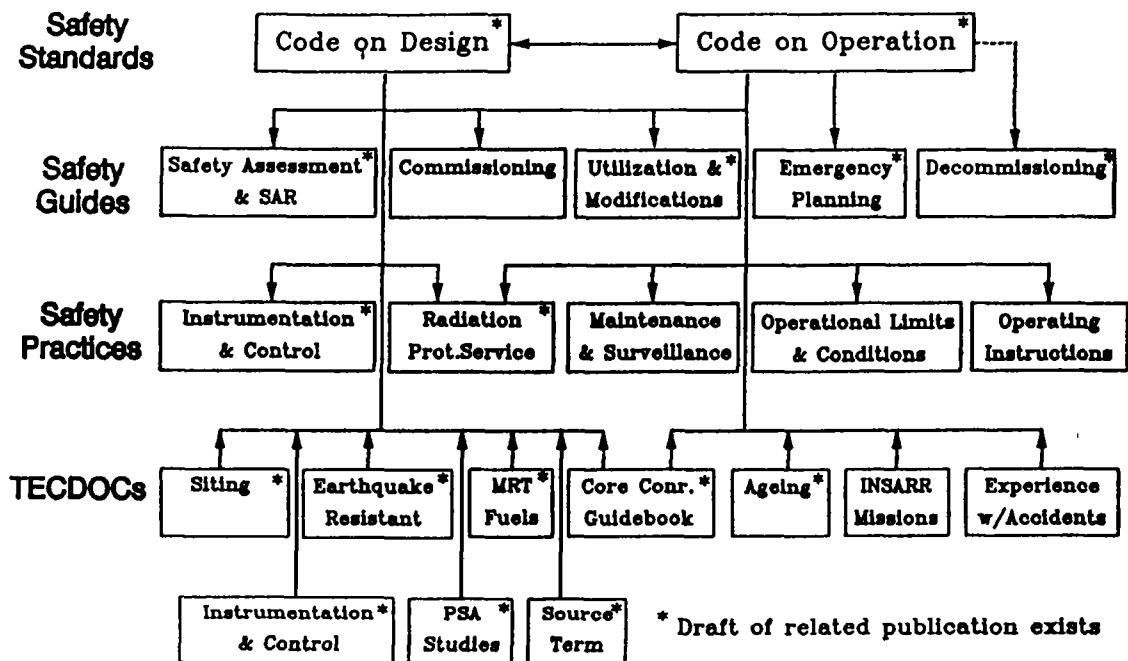 Safety
Standards
Code on Design*
Code on Operation*
Safety
Guides
Safety Assessment*
& SAR
Commissioning
Utilization & *
Modifications
Emergency*
Planning
Decommissioning*
Safety
Practices
Instrumentation*
& Control
Radiation *
Prot.Service
Maintenance
& Surveillance
Operational Limits
& Conditions
Operating
Instructions
TECDOCs
Siting *
Earthquake*
Resistant
MRT*
Fuels
Core Conr.*
Guidebook
Ageing*
INSARR
Missions
Experience
w/Accidents
Instrumentation*
& Control
PSA *
Studies
Source*
Term
* Draft of related publication exists